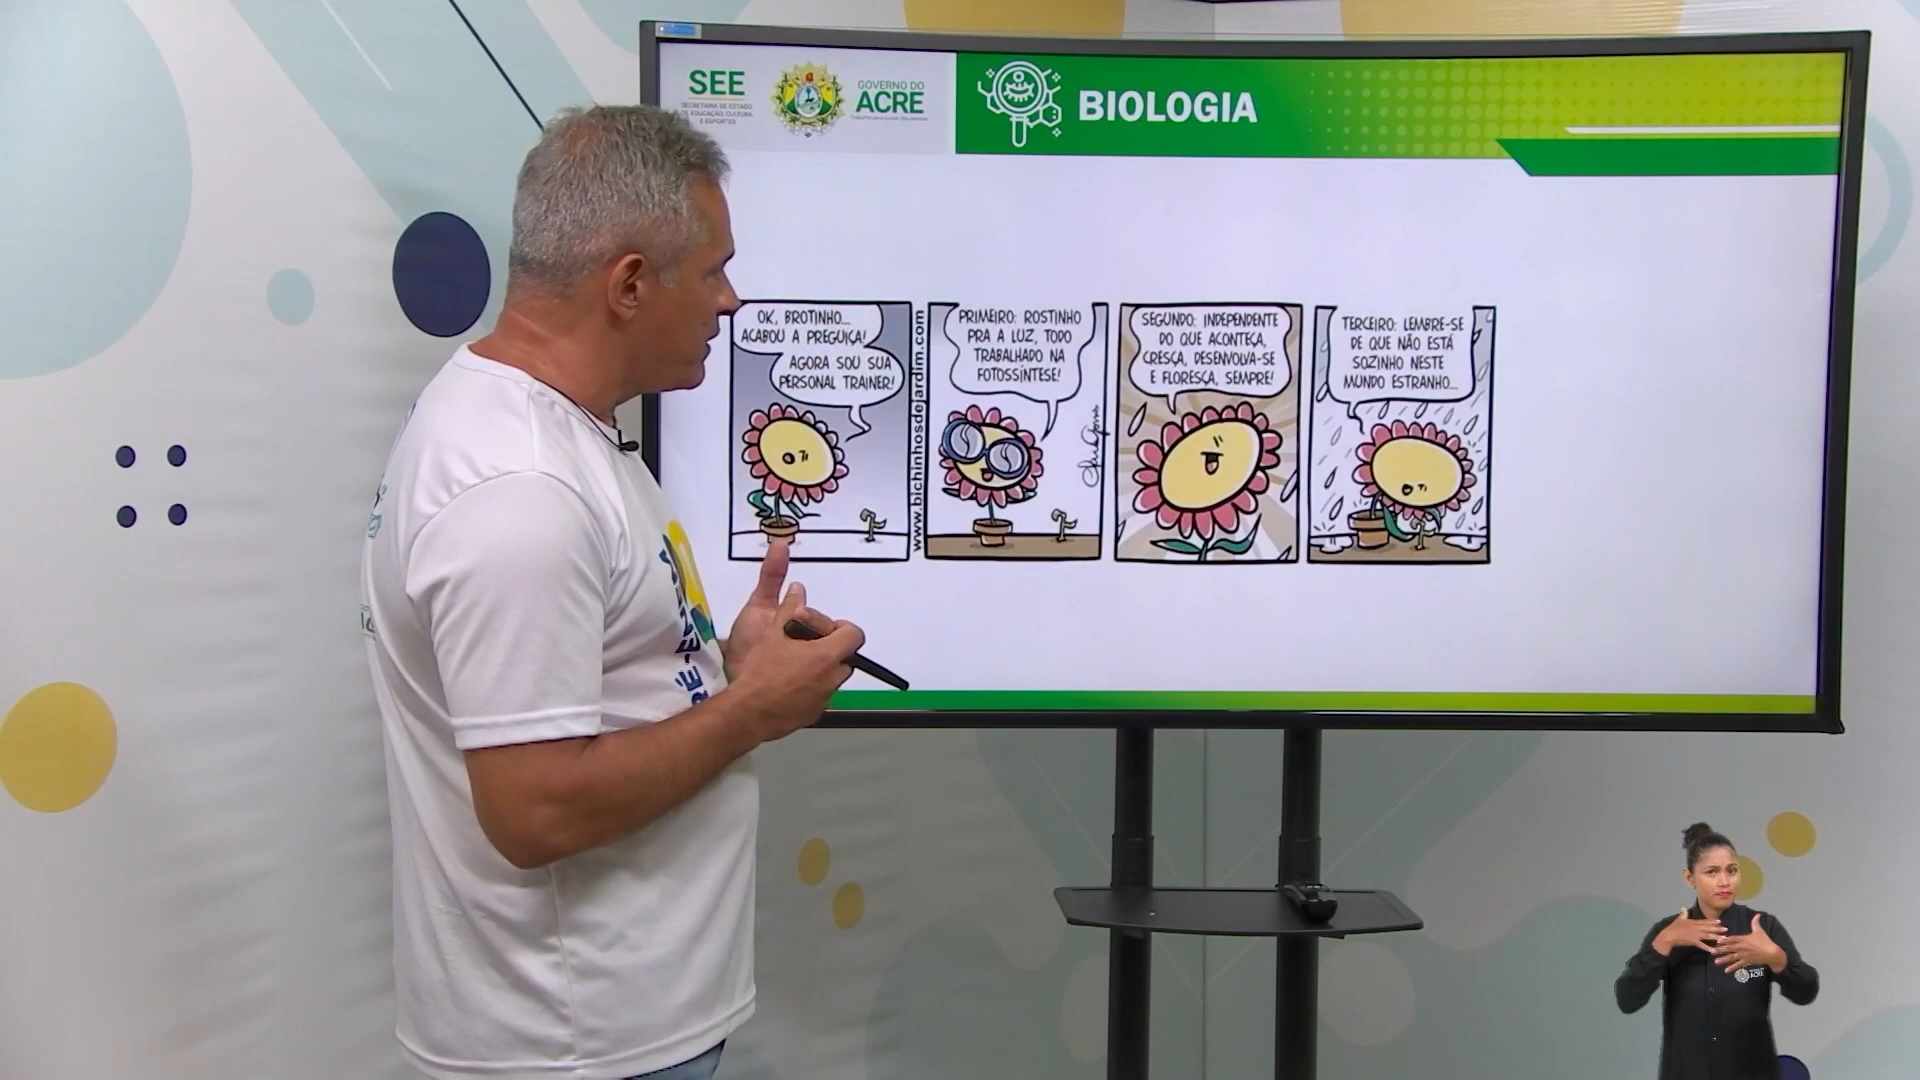 SEE
SECRETARIA DE ESTADO
DE EDUCAÇÃO, CULTURA
E ESPORTES
GOVERNO DO
ACRE
BIOLOGIA
OK, BROTINHO...
ACABOU A PREGUIÇA!
AGORA SOU SUA
PERSONAL TRAINER!
www.bichinhosdejardim.com
PRIMEIRO: ROSTINHO
PRA A LUZ, TODO
TRABALHADO NA
FOTOSSÍNTESE!
SEGUNDO: INDEPENDENTE
DO QUE ACONTEÇA,
CRESÇA, DESENVOLVA-SE
E FLORESÇA, SEMPRE!
TERCEIRO: LEMBRE-SE
DE QUE NÃO ESTÁ
SOZINHO NESTE
MUNDO ESTRANHO...
ACRE